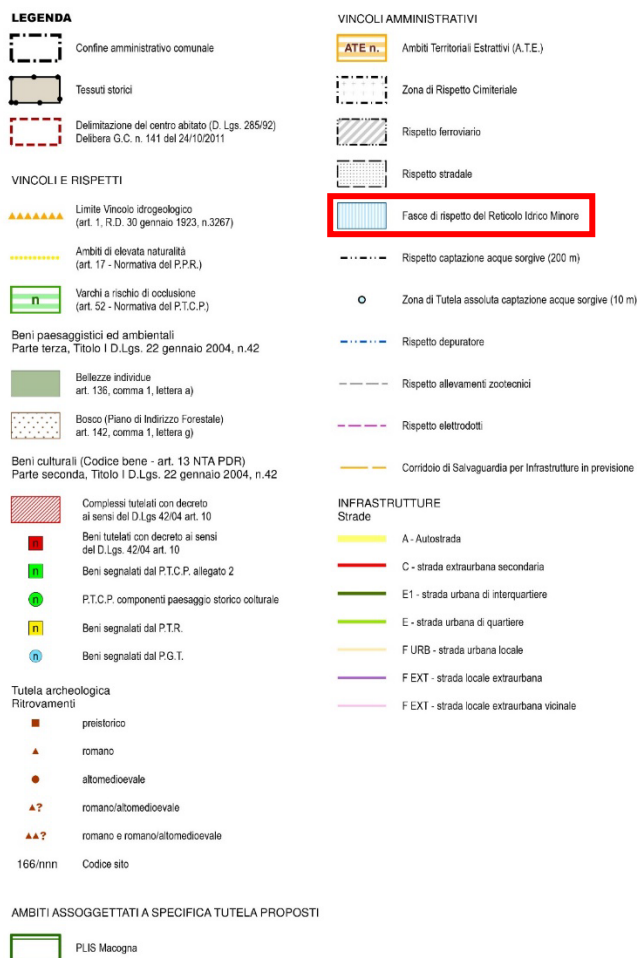 LEGENDA
Confine amministrativo comunale
Tessuti storici
Delimitazione del centro abitato (D. Lgs. 285/92)
Delibera G.C. n. 141 del 24/10/2011
VINCOLI E RISPETTI
Limite Vincolo idrogeologico
(art. 1, R.D. 30 gennaio 1923, n.3267)
Ambiti di elevata naturalità
(art. 17 - Normativa del P.P.R.)
n
Varchi a rischio di occlusione
(art. 52 - Normativa del P.T.C.P.)
Beni paesaggistici ed ambientali
Parte terza, Titolo I D.Lgs. 22 gennaio 2004, n.42
Bellezze individue
art. 136, comma 1, lettera a)
Bosco (Piano di Indirizzo Forestale)
art. 142, comma 1, lettera g)
Beni culturali (Codice bene - art. 13 NTA PDR)
Parte seconda, Titolo I D.Lgs. 22 gennaio 2004, n.42
Complessi tutelati con decreto
ai sensi del D.Lgs 42/04 art. 10
n
Beni tutelati con decreto ai sensi
del D.Lgs. 42/04 art. 10
n Beni segnalati dal P.T.C.P. allegato 2
n P.T.C.P. componenti paesaggio storico colturale
n Beni segnalati dal P.T.R.
n Beni segnalati dal P.G.T.
Tutela archeologica
Ritrovamenti
preistorico
romano
altomedioevale
? romano/altomedioevale
? romano e romano/altomedioevale
166/nnn Codice sito
AMBITI ASSOGGETTATI A SPECIFICA TUTELA PROPOSTI
PLIS Macogna
VINCOLI AMMINISTRATIVI
ATE n. Ambiti Territoriali Estrattivi (A.T.E.)
Zona di Rispetto Cimiteriale
Rispetto ferroviario
Rispetto stradale
Fasce di rispetto del Reticolo Idrico Minore
Rispetto captazione acque sorgive (200 m)
Zona di Tutela assoluta captazione acque sorgive (10 m)
Rispetto depuratore
Rispetto allevamenti zootecnici
Rispetto elettrodotti
Corridoio di Salvaguardia per Infrastrutture in previsione
INFRASTRUTTURE
Strade
A - Autostrada
C - strada extraurbana secondaria
E1 - strada urbana di interquartiere
E - strada urbana di quartiere
F URB - strada urbana locale
F EXT - strada locale extraurbana
F EXT - strada locale extraurbana vicinale